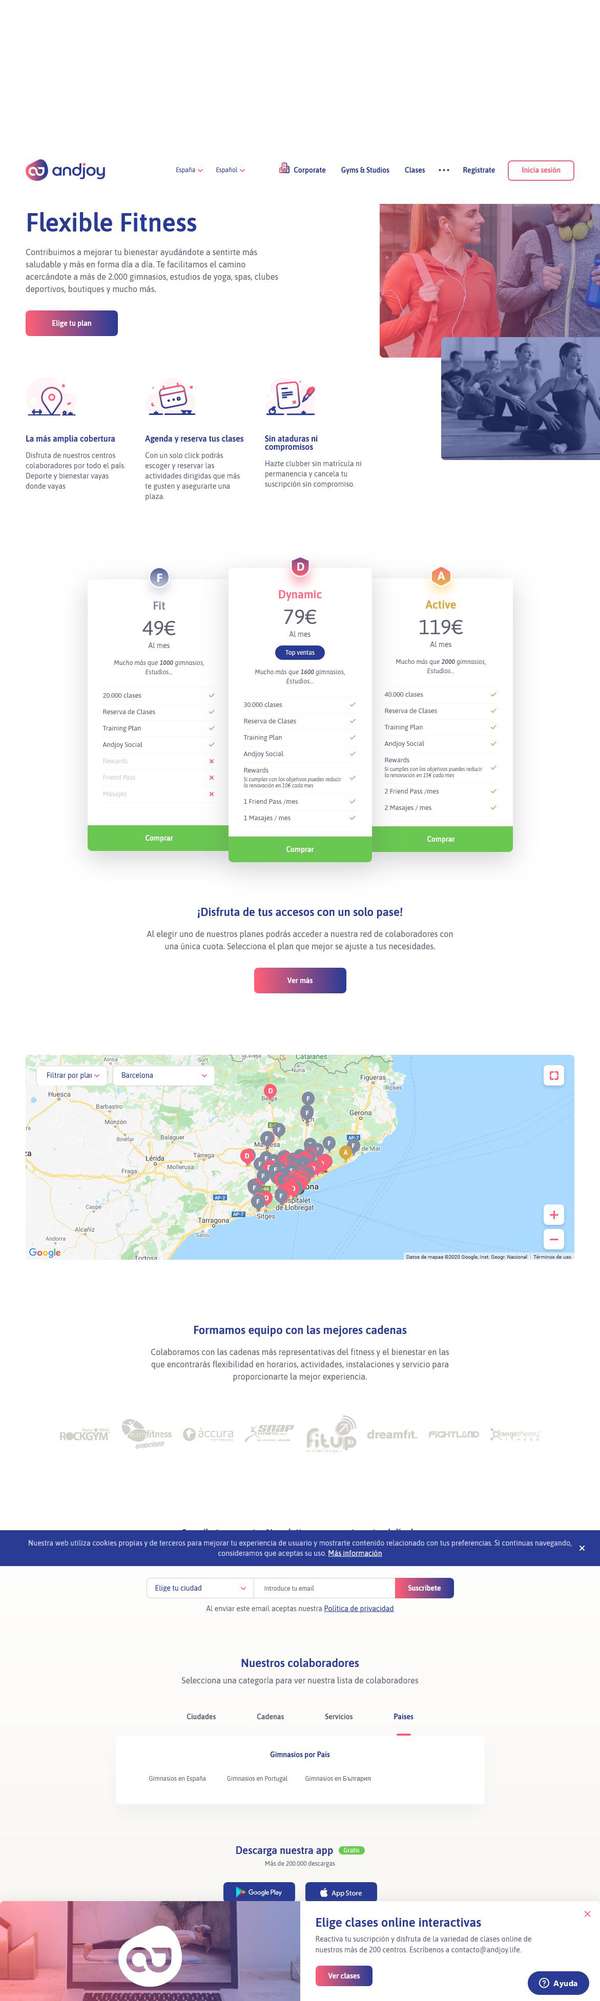 andjoy
España
Español
Corporate
Gyms & Studios
Clases
Regístrate
Inicia sesión
Flexible Fitness
Contribuimos a mejorar tu bienestar ayudándote a sentirte más
saludable y más en forma día a día. Te facilitamos el camino
acercándote a más de 2.000 gimnasios, estudios de yoga, spas, clubes
deportivos, boutiques y mucho más.
Elige tu plan
La más amplia cobertura
Disfruta de nuestros centros
colaboradores por todo el país.
Deporte y bienestar vayas
donde vayas
Agenda y reserva tus clases
Con un solo click podrás
escoger y reservar las
actividades dirigidas que más
te gusten y asegurarte una
plaza.
Sin ataduras ni
compromisos
Hazte clubber sin matrícula ni
permanencia y cancela tu
suscripción sin compromiso.
F
Fit
49€
Al mes
Mucho más que 1000 gimnasios,
Estudios...
20.000 clases
Reserva de Clases
Training Plan
Andjoy Social
Rewards
Friend Pass
Masajes
Comprar
D
Dynamic
79€
Al mes
Top ventas
Mucho más que 1600 gimnasios,
Estudios...
30.000 clases
Reserva de Clases
Training Plan
Andjoy Social
Rewards
Si cumples con los objetivos puedes reducir
la renovación en 10€ cada mes
1 Friend Pass /mes
1 Masajes / mes
Comprar
A
Active
119€
Al mes
Mucho más que 2000 gimnasios,
Estudios...
40.000 clases
Reserva de Clases
Training Plan
Andjoy Social
Rewards
Si cumples con los objetivos puedes reducir
la renovación en 15€ cada mes
2 Friend Pass /mes
2 Masajes / mes
Comprar
¡Disfruta de tus accesos con un solo pase!
Al elegir uno de nuestros planes podrás acceder a nuestra red de colaboradores con
una única cuota. Selecciona el plan que mejor se ajuste a tus necesidades.
Ver más
Filtrar por plan
Barcelona
Huesca
Barbastro
Monzón
Binéfar
Balaguer
Lérida
Mollerusa
Tàrrega
Fraga
Caspe
Alcañiz
Andorra
Tarragona
Tortosa
Sitges
Figueras
Roses
Gerona
Google
Datos de mapas ©2020 Google, Inst. Geogr. Nacional
Términos de uso
Formamos equipo con las mejores cadenas
Colaboramos con las cadenas más representativas del fitness y el bienestar en las
que encontrarás flexibilidad en horarios, actividades, instalaciones y servicio para
proporcionarte la mejor experiencia.
ROCKGYM
accura
SNAP
fitup
dreamfit.
FIGHTLAND
Nuestra web utiliza cookies propias y de terceros para mejorar tu experiencia de usuario y mostrarte contenido relacionado con tus preferencias. Si continuas navegando,
consideramos que aceptas su uso. Más información
Elige tu ciudad
Introduce tu email
Suscríbete
Al enviar este email aceptas nuestra Política de privacidad
Nuestros colaboradores
Selecciona una categoría para ver nuestra lista de colaboradores
Ciudades
Cadenas
Servicios
Países
Gimnasios por País
Gimnasios en España
Gimnasios en Portugal
Gimnasios en България
Descarga nuestra app
Gratis
Más de 200.000 descargas
Google Play
App Store
Elige clases online interactivas
Reactiva tu suscripción y disfruta de la variedad de clases online de
nuestros más de 200 centros. Escríbenos a contacto@andjoy.life.
Ver clases
Ayuda